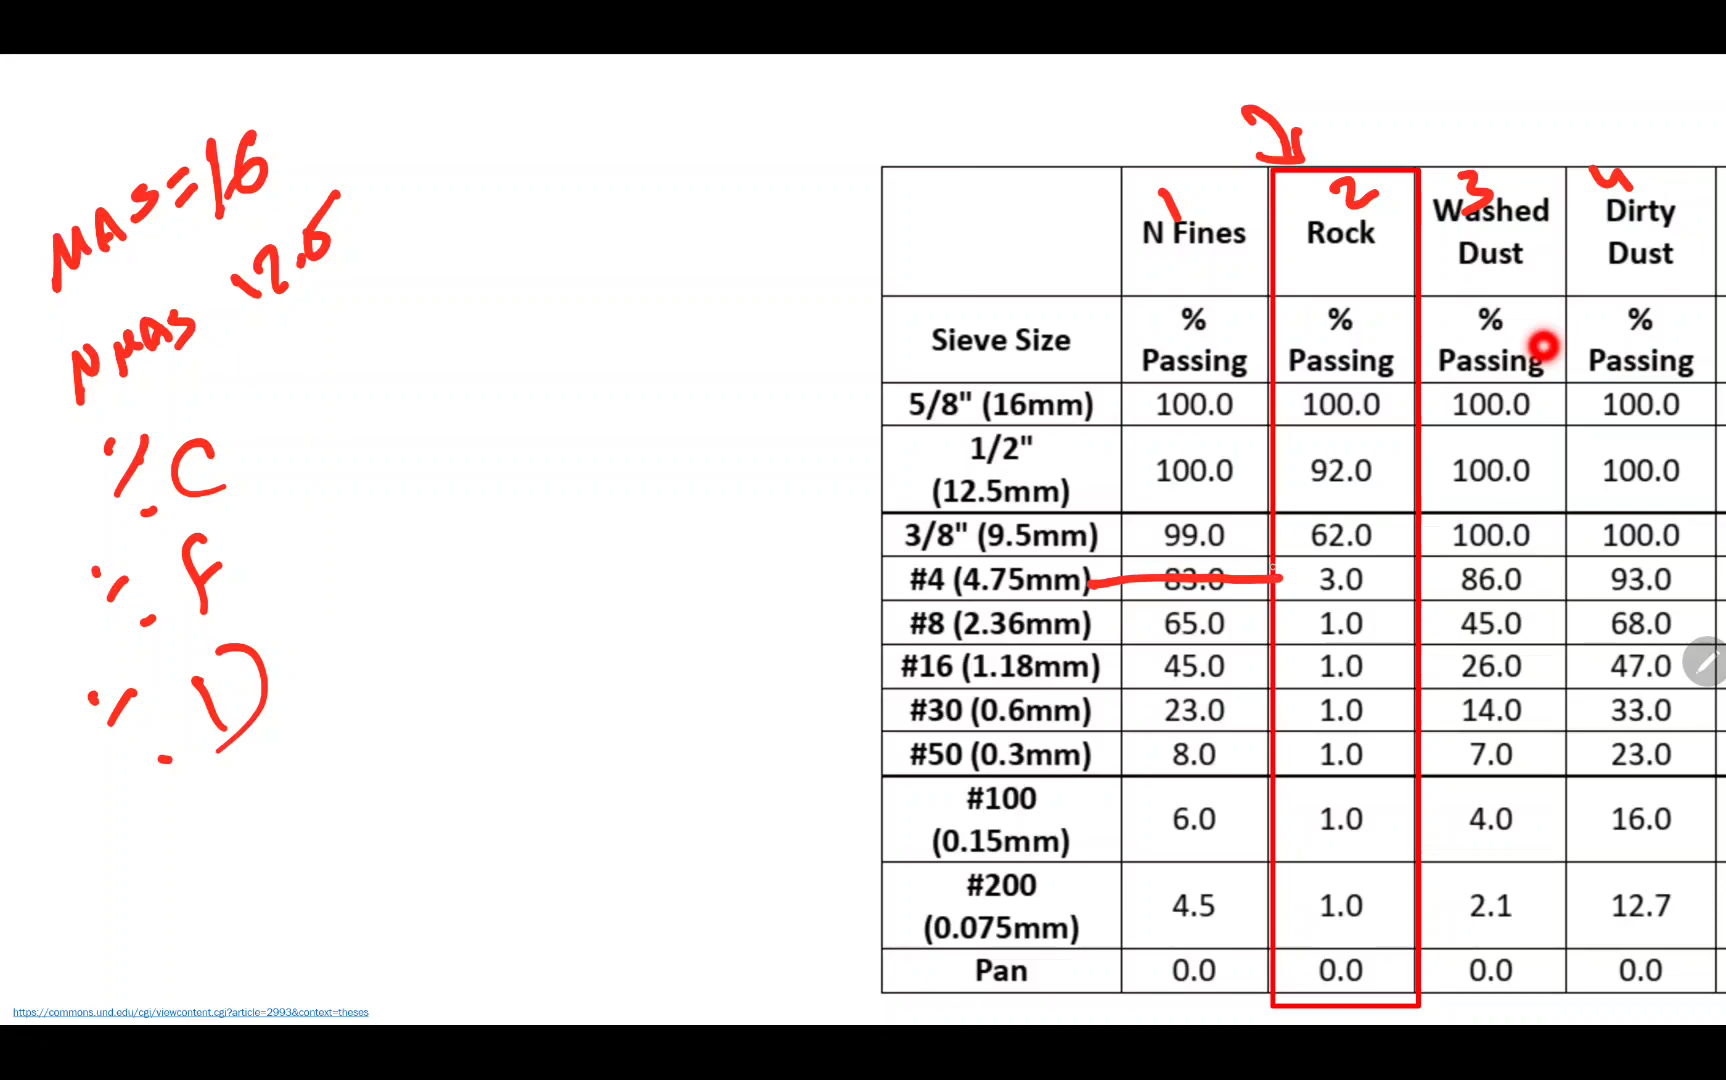 MAS=16
12.5
NMAS
% C
% F
% D
1
2
3
4
N Fines
Rock
Washed
Dust
Dirty
Dust
Sieve Size
%
Passing
%
Passing
%
Passing
%
Passing
5/8" (16mm) 100.0 100.0 100.0 100.0
1/2"
(12.5mm) 100.0 92.0 100.0 100.0
3/8" (9.5mm) 99.0 62.0 100.0 100.0
#4 (4.75mm) 83.0 3.0 86.0 93.0
#8 (2.36mm) 65.0 1.0 45.0 68.0
#16 (1.18mm) 45.0 1.0 26.0 47.0
#30 (0.6mm) 23.0 1.0 14.0 33.0
#50 (0.3mm) 8.0 1.0 7.0 23.0
#100
(0.15mm) 6.0 1.0 4.0 16.0
#200
(0.075mm) 4.5 1.0 2.1 12.7
Pan 0.0 0.0 0.0 0.0
https://commons.und.edu/cgi/viewcontent.cgi?article=2993&context=theses